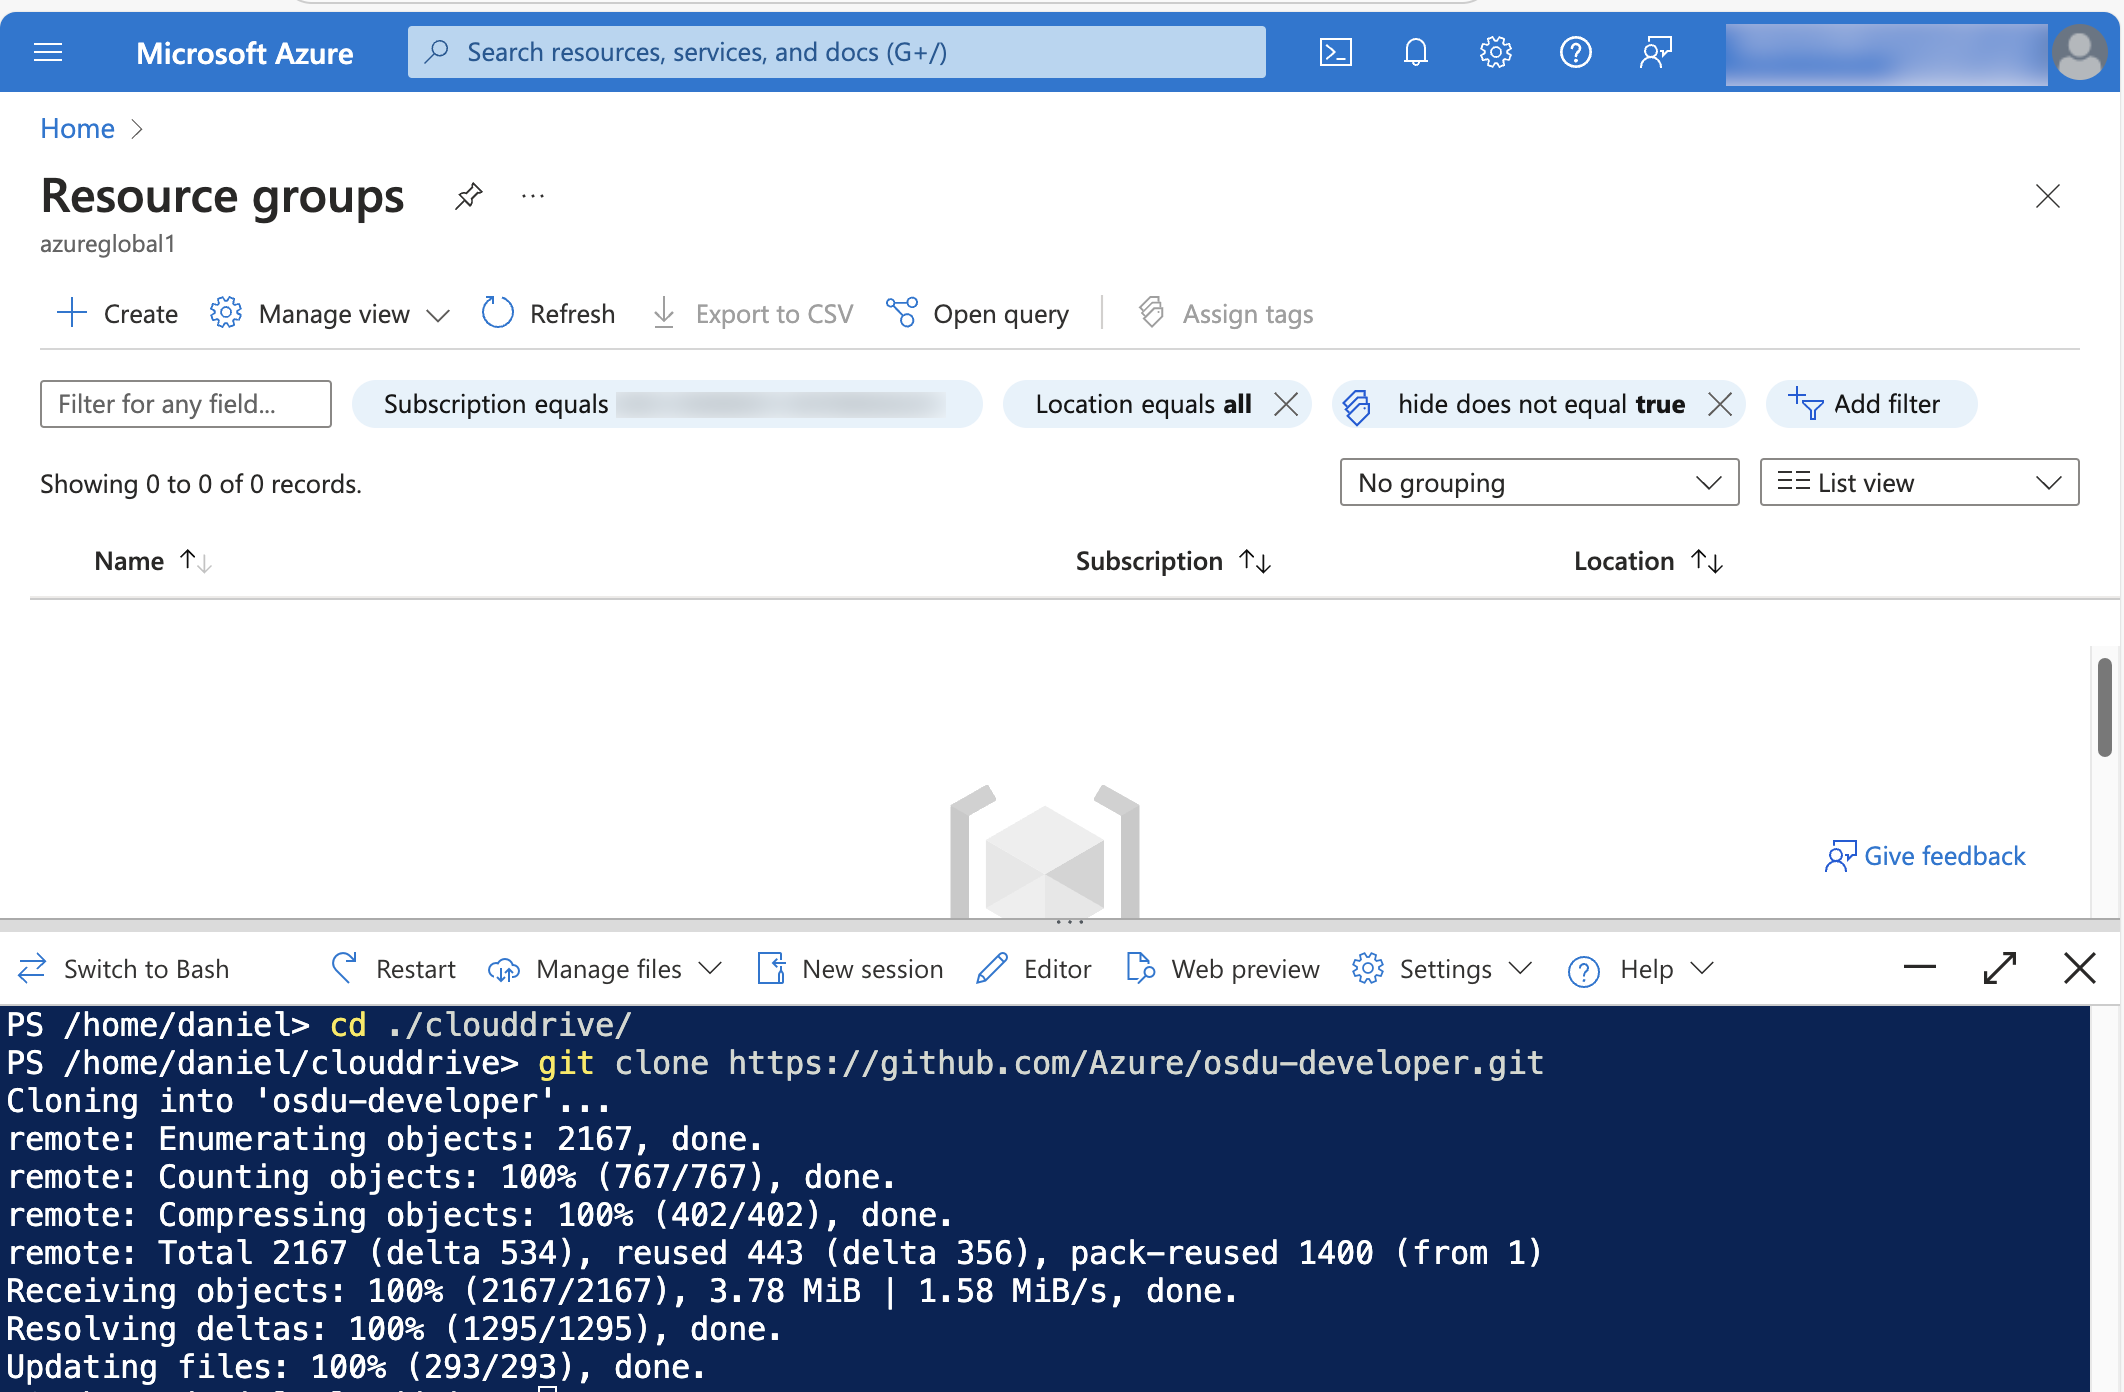 Microsoft Azure
Search resources, services, and docs (G+/)
Home
Resource groups
...
azureglobal1
Create Manage view Refresh Export to CSV Open query Assign tags
Filter for any field... Subscription equals Location equals all hide does not equal true Add filter
Showing 0 to 0 of 0 records.
No grouping List view
Name Subscription Location
Give feedback
Switch to Bash Restart Manage files New session Editor Web preview Settings Help
PS /home/daniel> cd ./clouddrive/
PS /home/daniel/clouddrive> git clone https://github.com/Azure/osdu-developer.git
Cloning into 'osdu-developer'...
remote: Enumerating objects: 2167, done.
remote: Counting objects: 100% (767/767), done.
remote: Compressing objects: 100% (402/402), done.
remote: Total 2167 (delta 534), reused 443 (delta 356), pack-reused 1400 (from 1)
Receiving objects: 100% (2167/2167), 3.78 MiB | 1.58 MiB/s, done.
Resolving deltas: 100% (1295/1295), done.
Updating files: 100% (293/293), done.